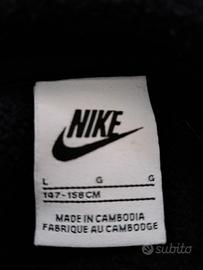 NIKE
L G G
147-158CM
MADE IN CAMBODIA
FABRIQUE AU CAMBODGE
subito